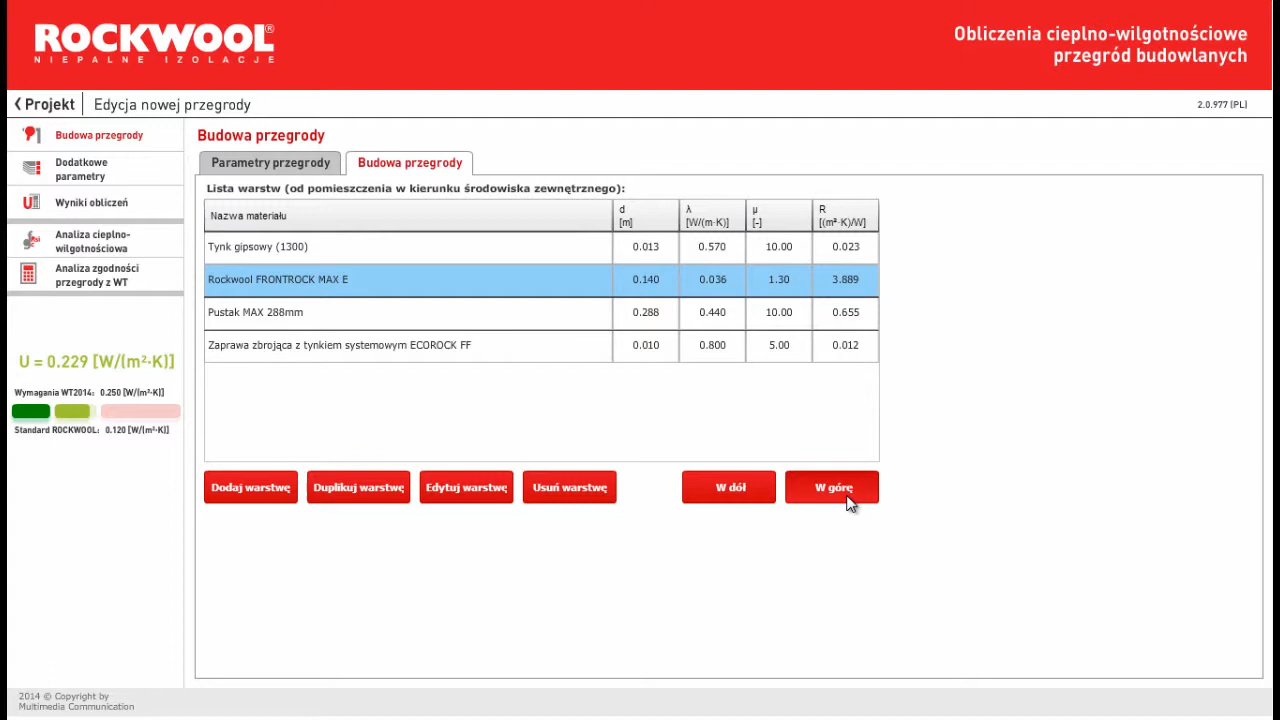 ROCKWOOL®
NIEPALNE IZOLACJE
Obliczenia cieplno-wilgotnościowe
przegród budowlanych
❮ Projekt | Edycja nowej przegrody
2.0.977 (PL)
Budowa przegrody
Dodatkowe
parametry
Wyniki obliczeń
Analiza cieplno-
wilgotnościowa
Analiza zgodności
przegrody z WT
U = 0.229 [W/(m²·K)]
Wymagania WT2014: 0.250 [W/(m²·K)]
Standard ROCKWOOL: 0.120 [W/(m²·K)]
Budowa przegrody
Parametry przegrody Budowa przegrody
Lista warstw (od pomieszczenia w kierunku środowiska zewnętrznego):
Nazwa materiału d [m] λ [W/(m·K)] μ [-] R [(m²·K)/W]
Tynk gipsowy (1300) 0.013 0.570 10.00 0.023
Rockwool FRONTROCK MAX E 0.140 0.036 1.30 3.889
Pustak MAX 288mm 0.288 0.440 10.00 0.655
Zaprawa zbrojąca z tynkiem systemowym ECOROCK FF 0.010 0.800 5.00 0.012
Dodaj warstwę Duplikuj warstwę Edytuj warstwę Usuń warstwę W dół W górę
2014 © Copyright by
Multimedia Communication